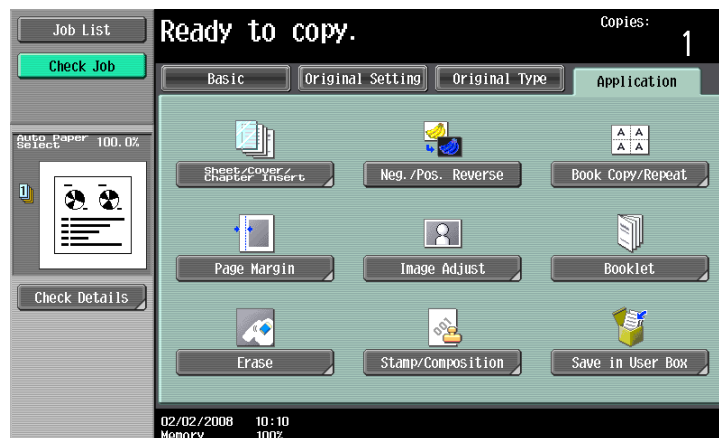 Job List
Check Job
Ready to copy.
Copies:
1
Basic
Original Setting
Original Type
Application
Auto Paper
Select
100.0%
1
Sheet/Cover/
Chapter Insert
Neg./Pos. Reverse
A A
A A
Book Copy/Repeat
Page Margin
Image Adjust
Booklet
Check Details
001
Erase
Stamp/Composition
Save in User Box
02/02/2008 10:10
Memory 100%